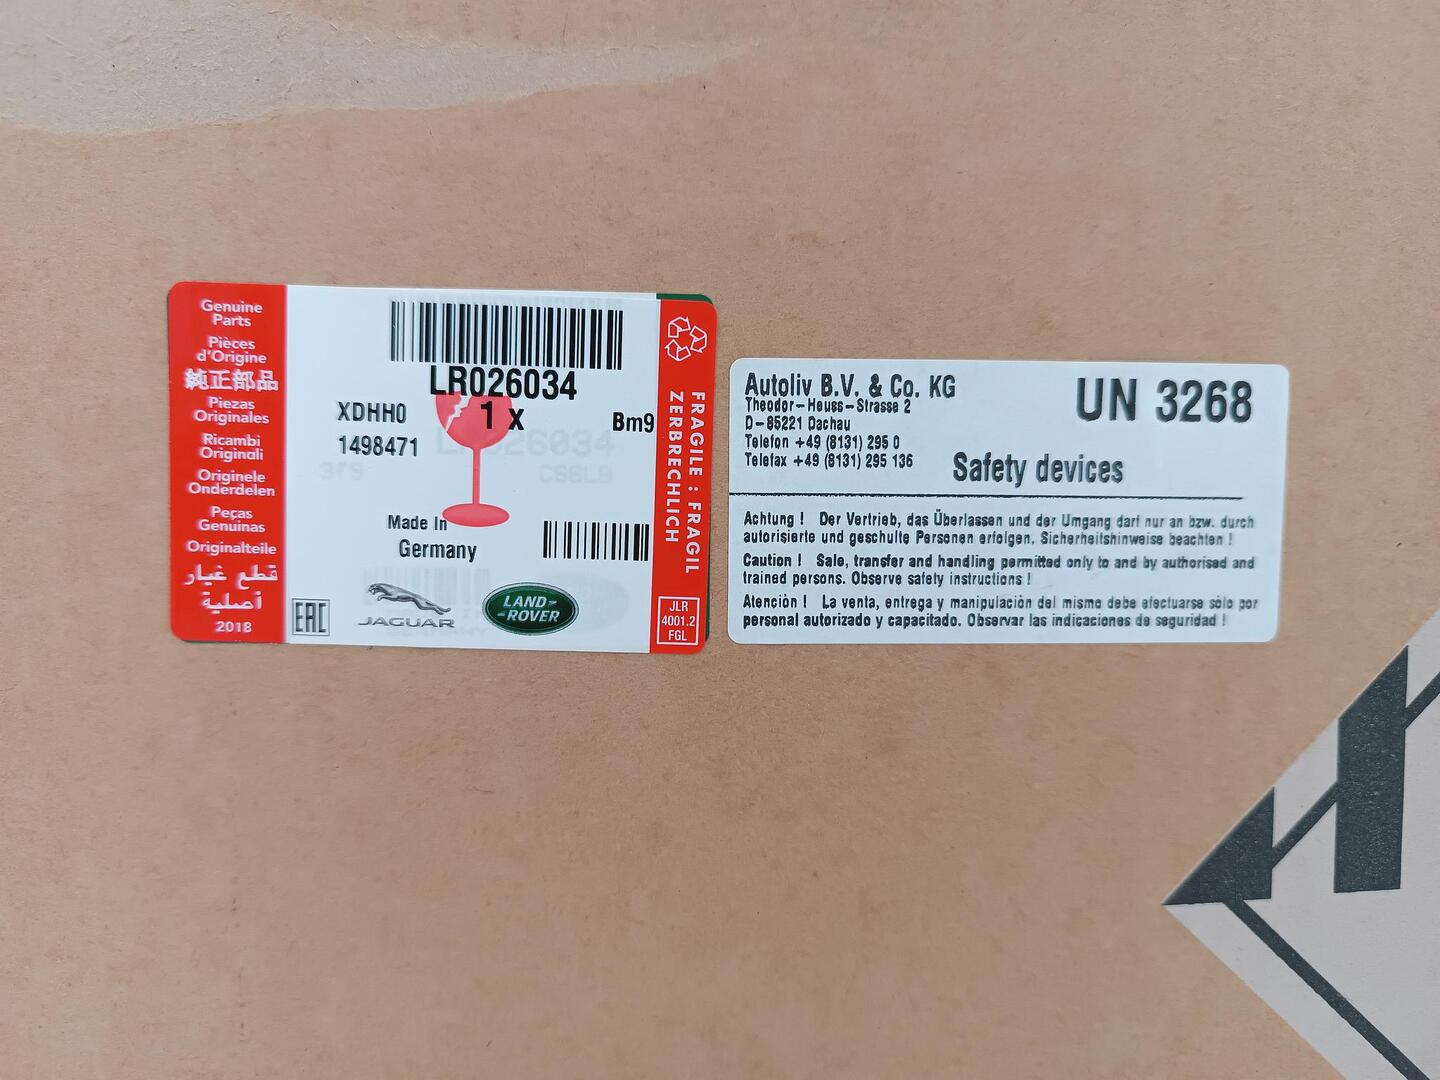 Genuine
Parts
Pièces
d'Origine
純正部品
Piezas
Originales
Ricambi
Originali
Originele
Onderdelen
Peças
Genuinas
Originalteile
قطع غيار
أصلية
2018
LR026034
1 x
XDHH0
Bm9
1498471
LR026034
Made In
Germany
EAC
JAGUAR
LAND-
-ROVER
FRAGILE : FRAGIL
ZERBRECHLICH
JLR
4001.2
FGL
Autoliv B.V. & Co. KG
Theodor-Heuss-Strasse 2
D-85221 Dachau
Telefon +49 (8131) 295 0
Telefax +49 (8131) 295 136
UN 3268
Safety devices
Achtung ! Der Vertrieb, das Überlassen und der Umgang darf nur an bzw. durch
autorisierte und geschulte Personen erfolgen. Sicherheitshinweise beachten !
Caution ! Sale, transfer and handling permitted only to and by authorised and
trained persons. Observe safety instructions !
Atención ! La venta, entrega y manipulación del mismo debe efectuarse sólo por
personal autorizado y capacitado. Observar las indicaciones de seguridad !